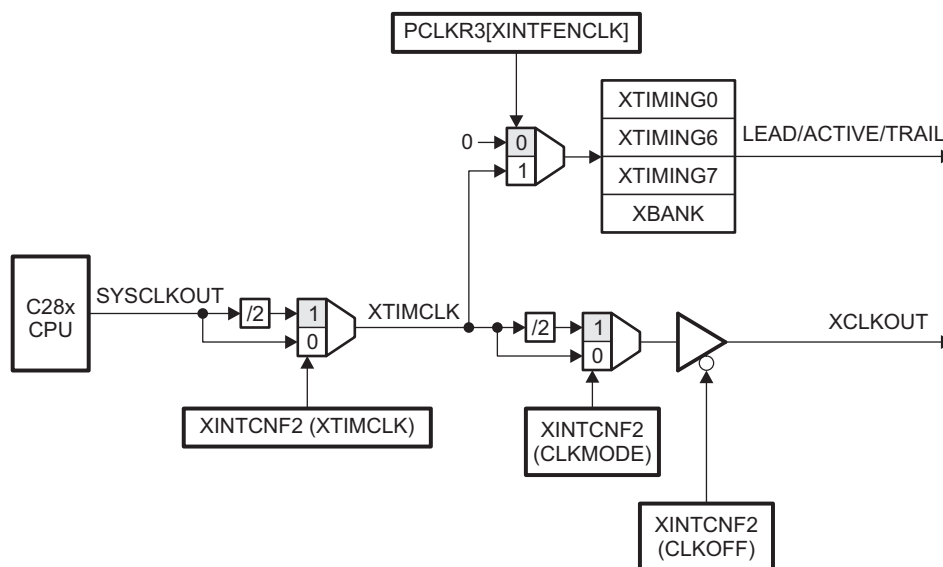 PCLKR3[XINTFENCLK]
XTIMING0
0
0
XTIMING6
LEAD/ACTIVE/TRAIL
1
XTIMING7
XBANK
C28x
CPU
SYSCLKOUT
/2
1
0
XTIMCLK
/2
1
0
XCLKOUT
XINTCNF2 (XTIMCLK)
XINTCNF2
(CLKMODE)
XINTCNF2
(CLKOFF)